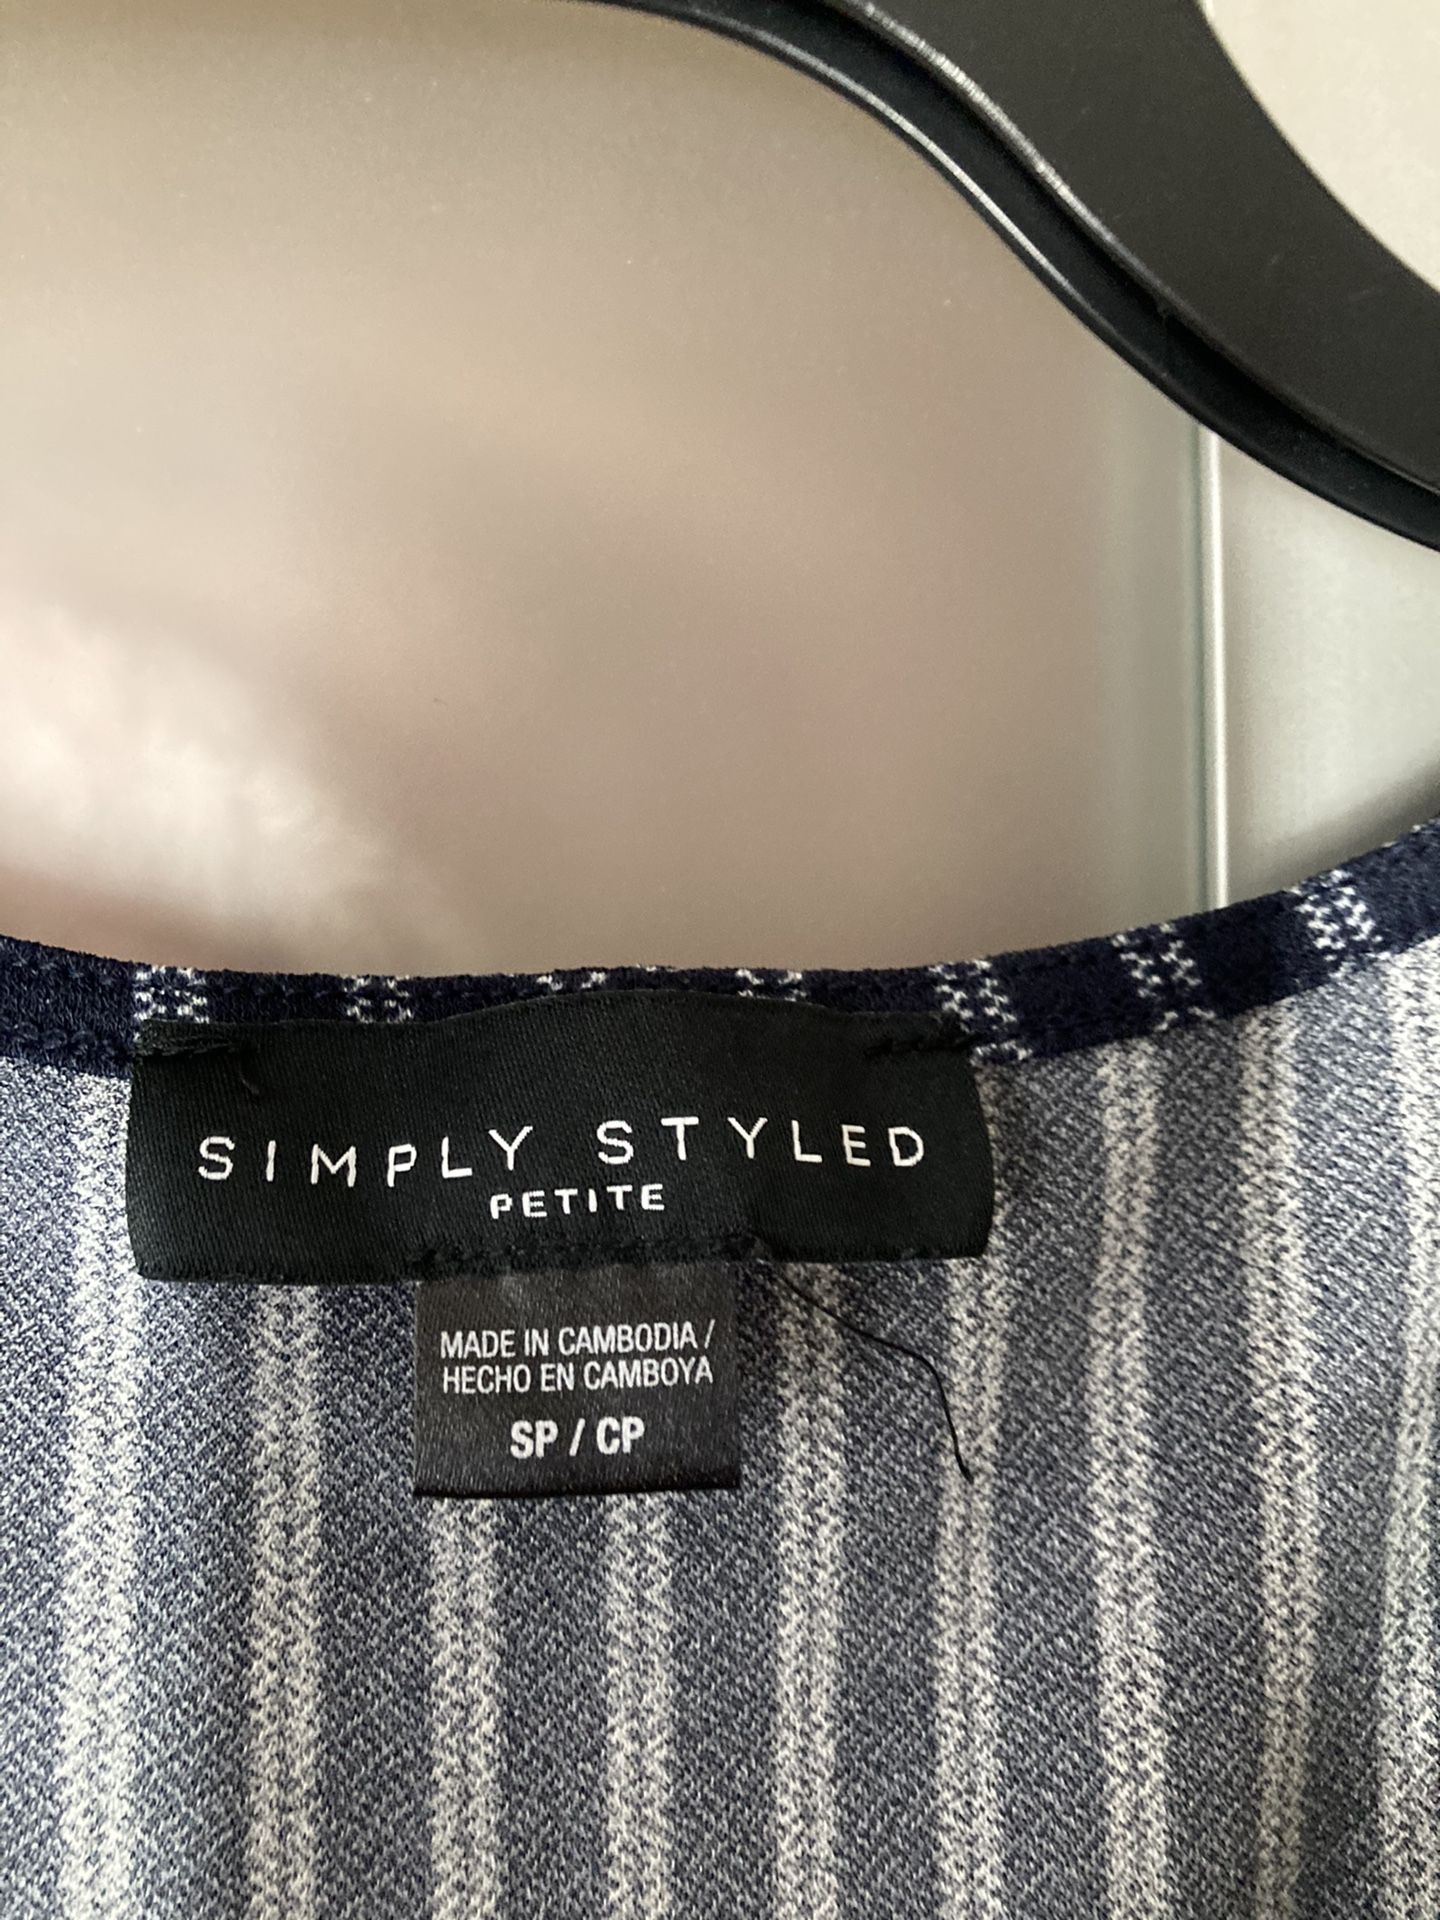 SIMPLY STYLED
PETITE
MADE IN CAMBODIA /
HECHO EN CAMBOYA
SP / CP